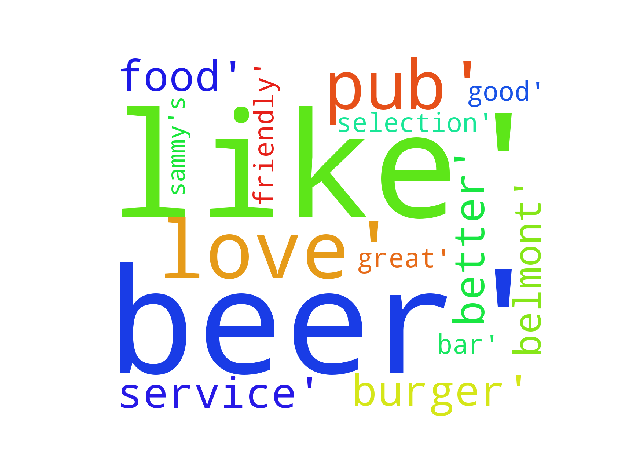 food'
sammy's
friendly'
pub'
good'
selection'
like'
love'
great'
better'
belmont'
beer'
bar'
service'
burger'